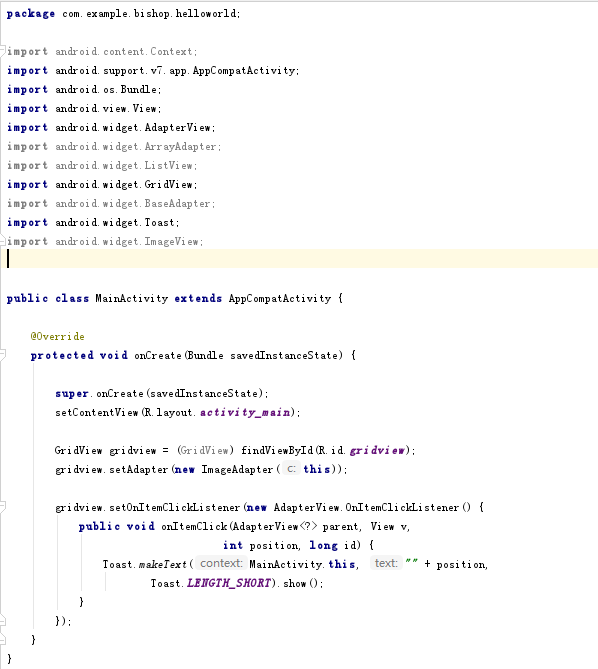 package com.example.bishop.helloworld;
import android.content.Context;
import android.support.v7.app.AppCompatActivity;
import android.os.Bundle;
import android.view.View;
import android.widget.AdapterView;
import android.widget.ArrayAdapter;
import android.widget.ListView;
import android.widget.GridView;
import android.widget.BaseAdapter;
import android.widget.Toast;
import android.widget.ImageView;
public class MainActivity extends AppCompatActivity {
@Override
protected void onCreate(Bundle savedInstanceState) {
super.onCreate(savedInstanceState);
setContentView(R.layout.activity_main);
GridView gridview = (GridView) findViewById(R.id.gridview);
gridview.setAdapter(new ImageAdapter( c: this));
gridview.setOnItemClickListener(new AdapterView.OnItemClickListener() {
public void onItemClick(AdapterView<?> parent, View v,
int position, long id) {
Toast.makeText( context: MainActivity.this, text: "" + position,
Toast.LENGTH_SHORT).show();
}
});
}
}